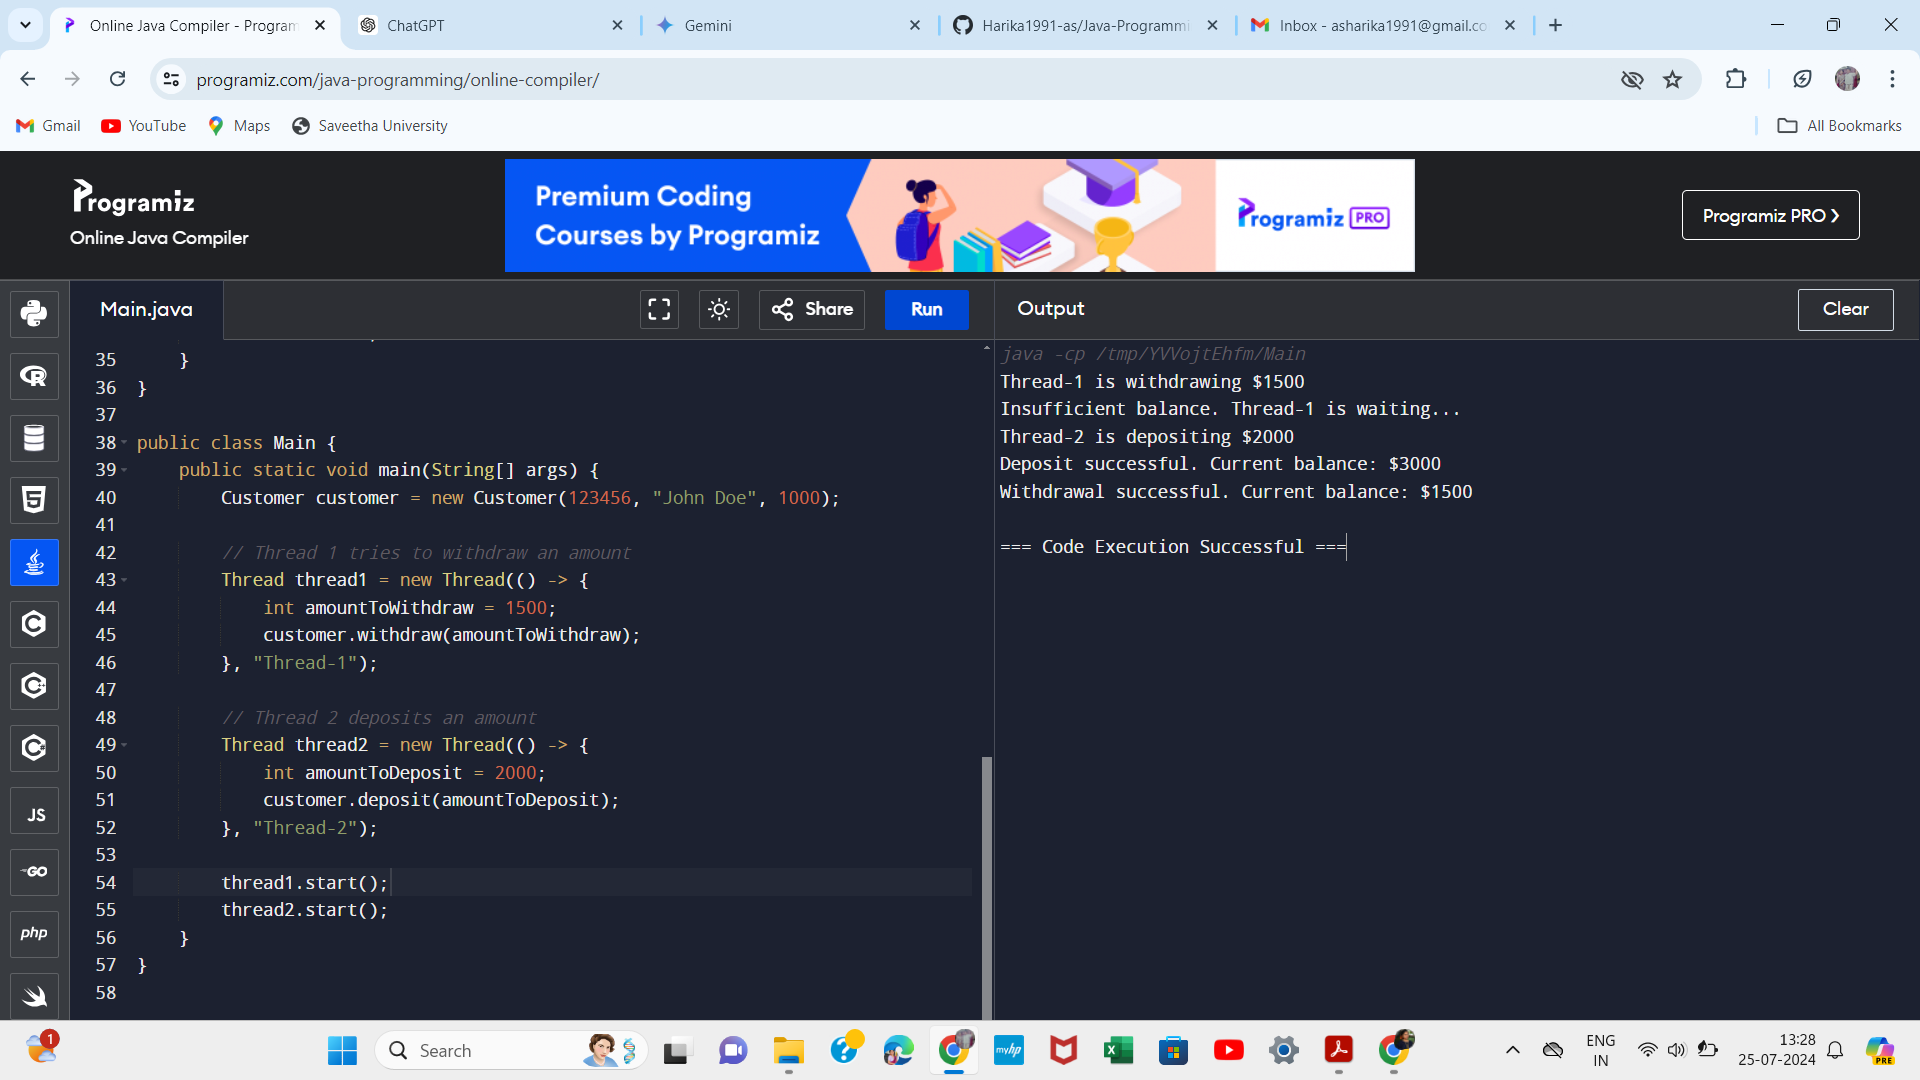 Online Java Compiler - Program
ChatGPT
Gemini
Harika1991-as/Java-Programmi
Inbox - asharika1991@gmail.co
programiz.com/java-programming/online-compiler/
Gmail
YouTube
Maps
Saveetha University
All Bookmarks
Programiz
Online Java Compiler
Premium Coding
Courses by Programiz
Programiz PRO
Programiz PRO ❯
Main.java
Share
Run
Output
Clear
35 }
36 }
37
38 public class Main {
39 public static void main(String[] args) {
40 Customer customer = new Customer(123456, "John Doe", 1000);
41
42 // Thread 1 tries to withdraw an amount
43 Thread thread1 = new Thread(() -> {
44 int amountToWithdraw = 1500;
45 customer.withdraw(amountToWithdraw);
46 }, "Thread-1");
47
48 // Thread 2 deposits an amount
49 Thread thread2 = new Thread(() -> {
50 int amountToDeposit = 2000;
51 customer.deposit(amountToDeposit);
52 }, "Thread-2");
53
54 thread1.start();
55 thread2.start();
56 }
57 }
58
java -cp /tmp/YVVojtEhfm/Main
Thread-1 is withdrawing $1500
Insufficient balance. Thread-1 is waiting...
Thread-2 is depositing $2000
Deposit successful. Current balance: $3000
Withdrawal successful. Current balance: $1500
=== Code Execution Successful ===
R
5
C
C
C
JS
GO
php
1
Search
myhp
ENG
IN
13:28
25-07-2024
PRE